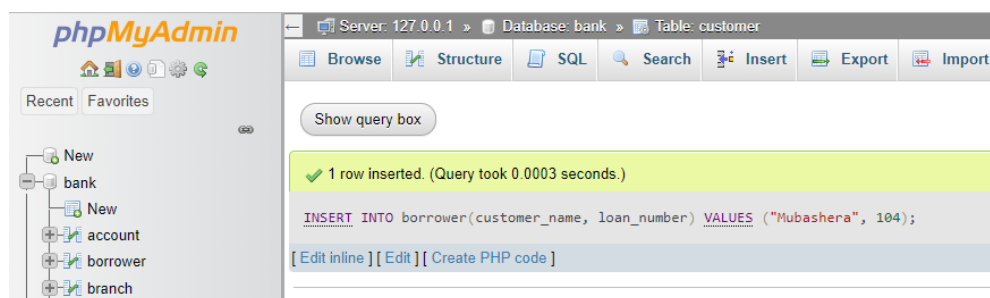 phpMyAdmin
Recent Favorites
New
bank
New
account
borrower
branch
Server: 127.0.0.1 » Database: bank » Table: customer
Browse Structure SQL Search Insert Export Import
Show query box
1 row inserted. (Query took 0.0003 seconds.)
INSERT INTO borrower(customer_name, loan_number) VALUES ("Mubashera", 104);
[ Edit inline ] [ Edit ] [ Create PHP code ]